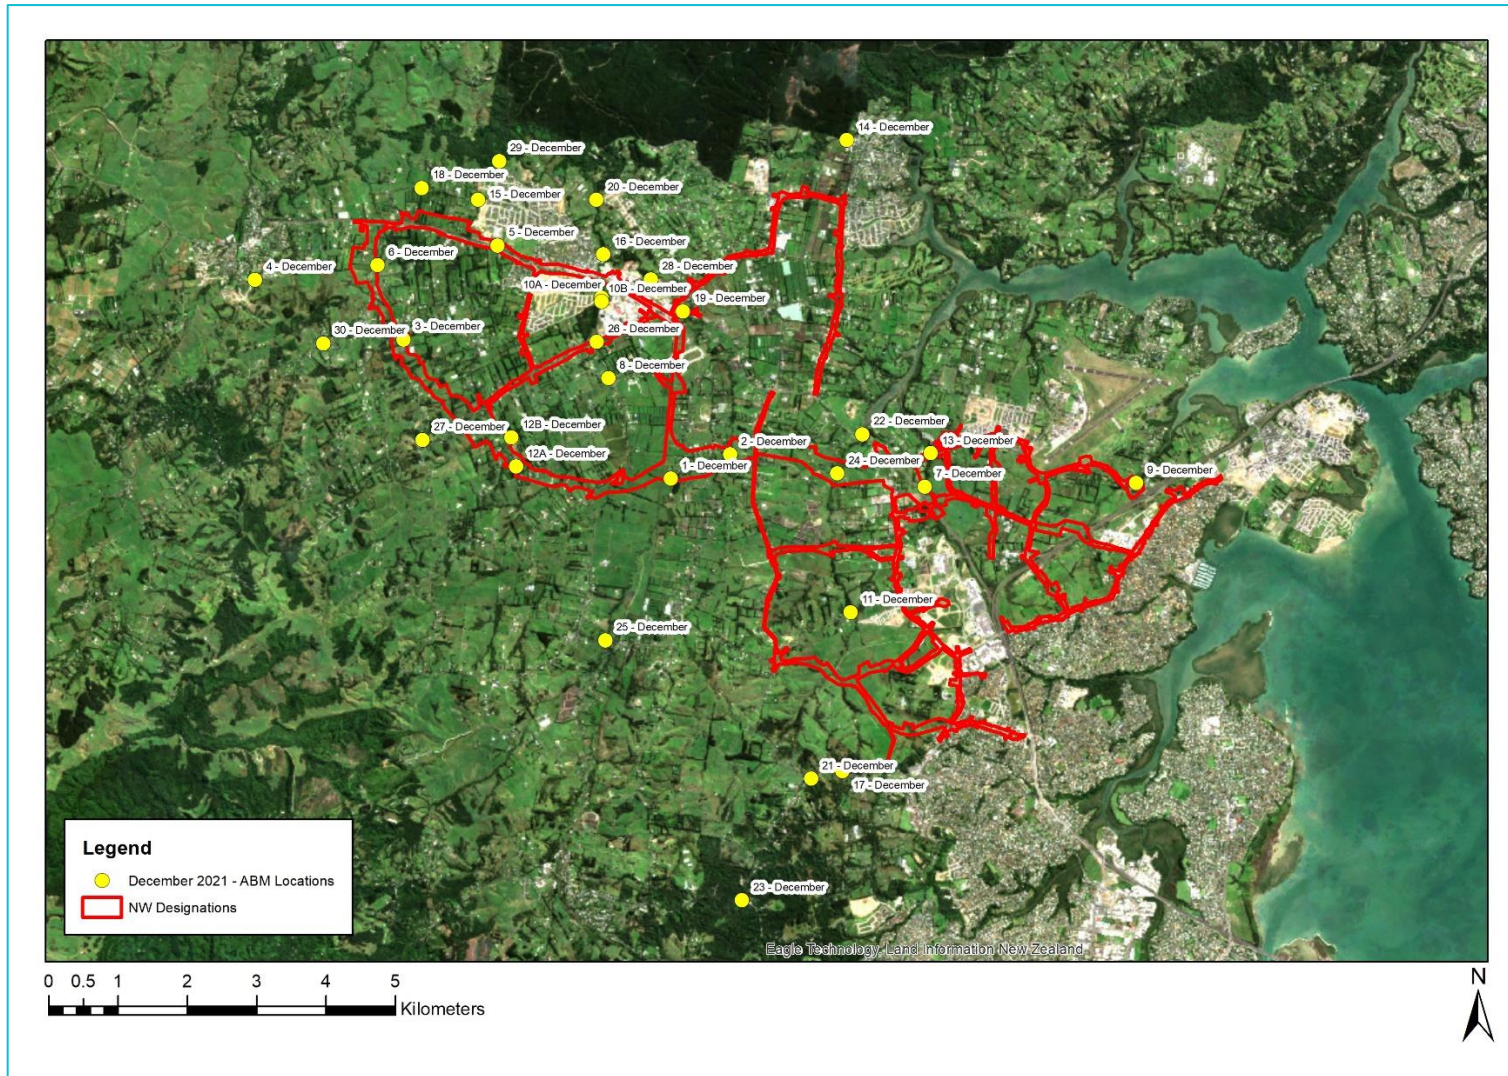 14 - December
29 - December
18 - December
15 - December
20 - December
5 - December
16 - December
6 - December
4 - December
28 - December
10A - December
10B - December
19 - December
30 - December
3 - December
26 - December
8 - December
27 - December
12B - December
12A - December
2 - December
1 - December
22 - December
13 - December
24 - December
7 - December
9 - December
11 - December
25 - December
21 - December
17 - December
23 - December
Legend
December 2021 - ABM Locations
NW Designations
Eagle Technology, Land Information New Zealand
0 0.5 1 2 3 4 5
Kilometers
N